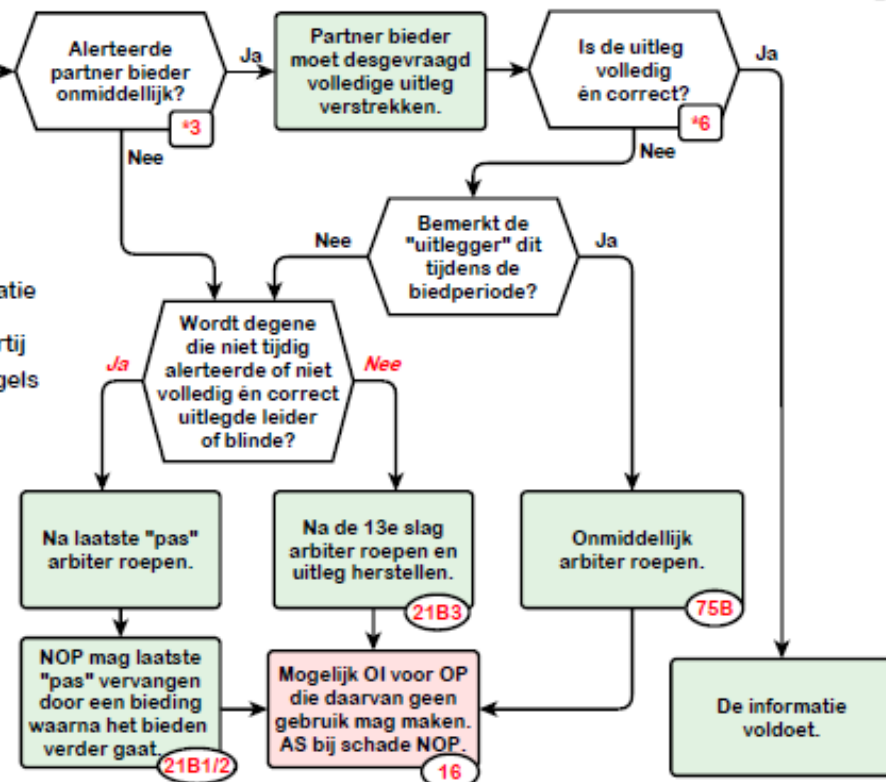 Alerteerde
partner bieder
onmiddellijk?
*3
Ja
Partner bieder
moet desgevraagd
volledige uitleg
verstrekken.
Is de uitleg
volledig
én correct?
*6
Ja
Nee
Nee
Bemerkt de
"uitlegger" dit
tijdens de
biedperiode?
Nee
Ja
atie
rtij
gels
Wordt degene
die niet tijdig
alerteerde of niet
volledig én correct
uitlegde leider
of blinde?
Ja
Nee
Na laatste "pas"
arbiter roepen.
Na de 13e slag
arbiter roepen en
uitleg herstellen.
21B3
Onmiddellijk
arbiter roepen.
75B
NOP mag laatste
"pas" vervangen
door een bieding
waarna het bieden
verder gaat.
21B1/2
Mogelijk OI voor OP
die daarvan geen
gebruik mag maken.
AS bij schade NOP.
16
De informatie
voldoet.